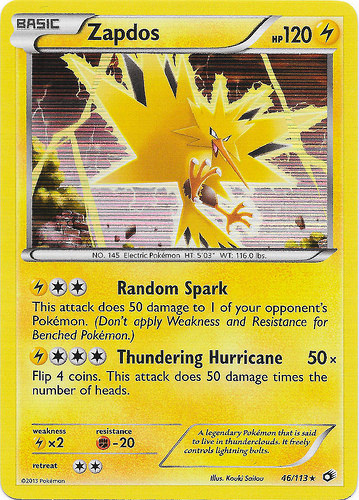 BASIC
Zapdos
HP120
NO. 145 Electric Pokémon HT: 5'03" WT: 116.0 lbs.
Random Spark
This attack does 50 damage to 1 of your opponent's
Pokémon. (Don't apply Weakness and Resistance for
Benched Pokémon.)
Thundering Hurricane 50×
Flip 4 coins. This attack does 50 damage times the
number of heads.
weakness
×2
resistance
-20
retreat
A legendary Pokémon that is said
to live in thunderclouds. It freely
controls lightning bolts.
©2013 Pokémon
Illus. Kouki Saitou
46/113★